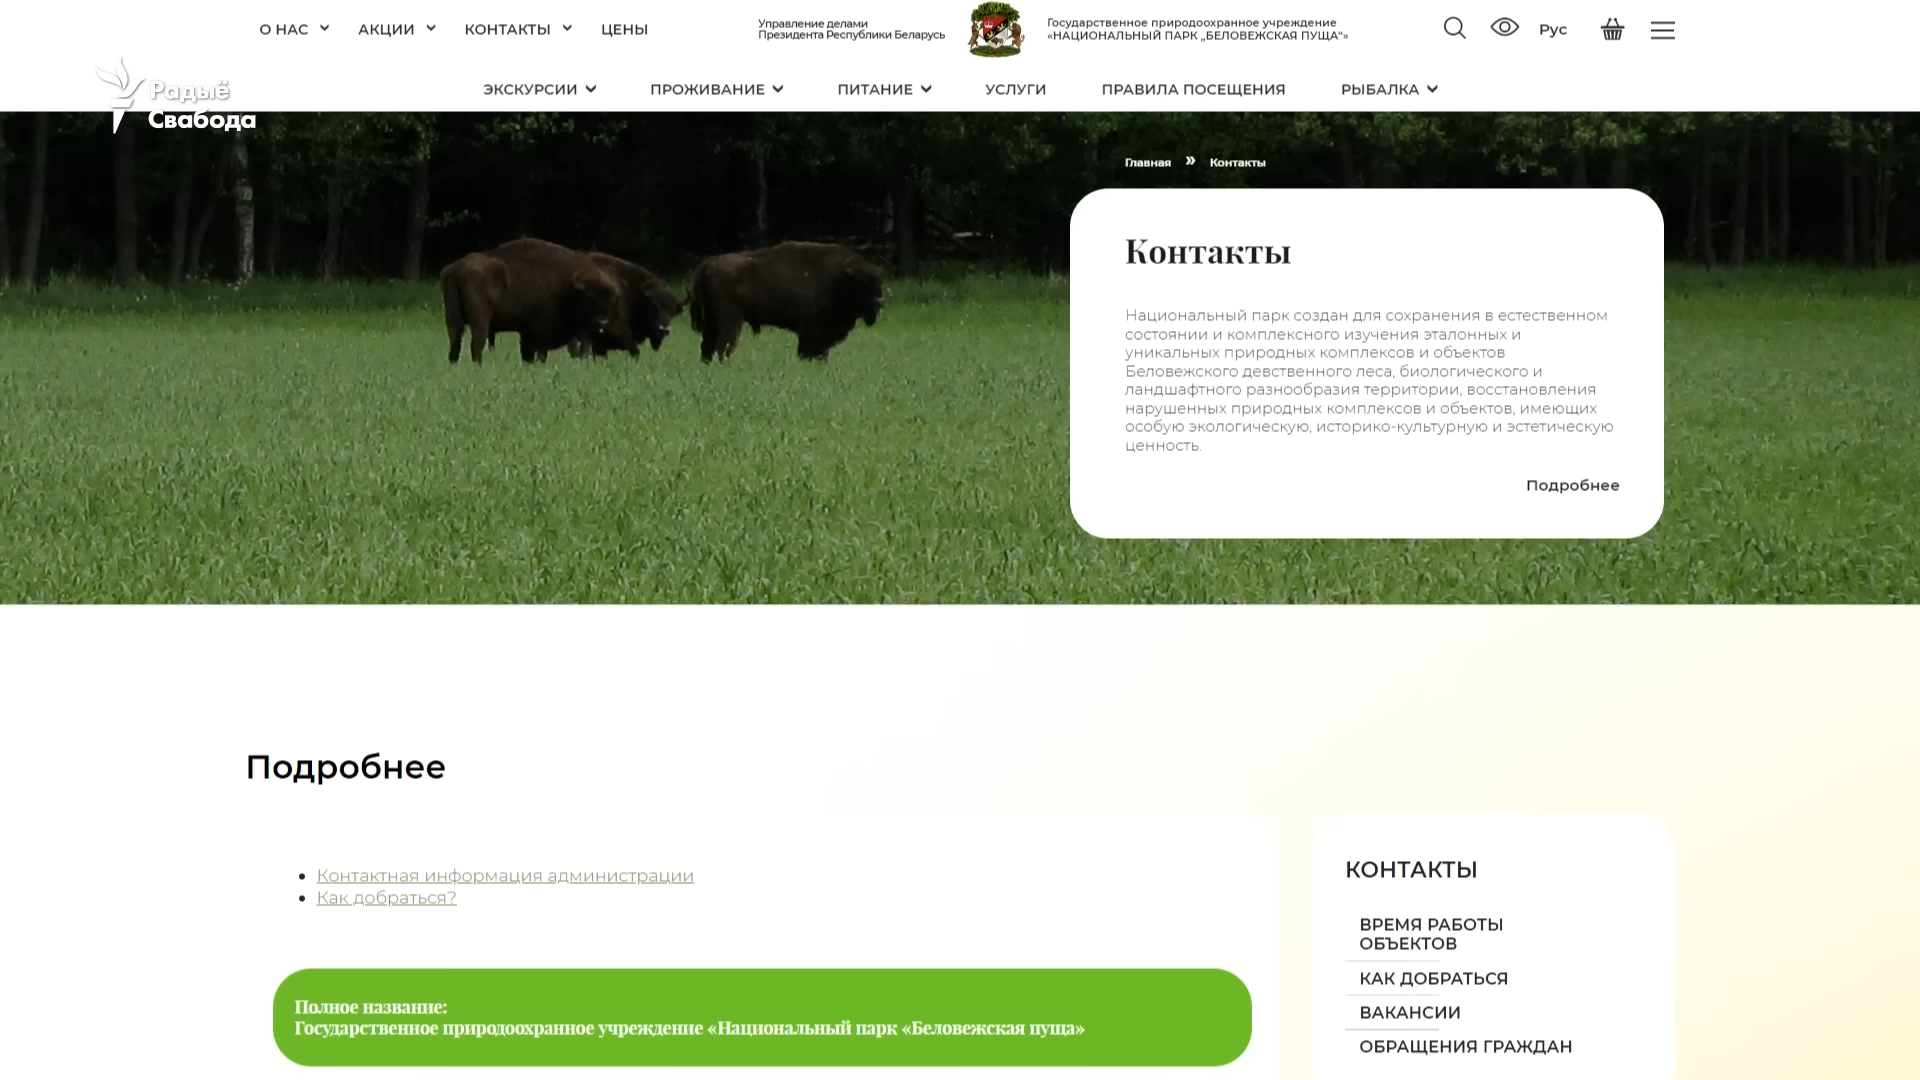 О НАС
АКЦИИ
КОНТАКТЫ
ЦЕНЫ
Управление делами
Президента Республики Беларусь
Государственное природоохранное учреждение
«НАЦИОНАЛЬНЫЙ ПАРК „БЕЛОВЕЖСКАЯ ПУЩА“»
Рус
Радыё
Свабода
ЭКСКУРСИИ
ПРОЖИВАНИЕ
ПИТАНИЕ
УСЛУГИ
ПРАВИЛА ПОСЕЩЕНИЯ
РЫБАЛКА
Главная » Контакты
Контакты
Национальный парк создан для сохранения в естественном
состоянии и комплексного изучения эталонных и
уникальных природных комплексов и объектов
Беловежского девственного леса, биологического и
ландшафтного разнообразия территории, восстановления
нарушенных природных комплексов и объектов, имеющих
особую экологическую, историко-культурную и эстетическую
ценность.
Подробнее
Подробнее
• Контактная информация администрации
• Как добраться?
Полное название:
Государственное природоохранное учреждение «Национальный парк «Беловежская пуща»
КОНТАКТЫ
ВРЕМЯ РАБОТЫ
ОБЪЕКТОВ
КАК ДОБРАТЬСЯ
ВАКАНСИИ
ОБРАЩЕНИЯ ГРАЖДАН